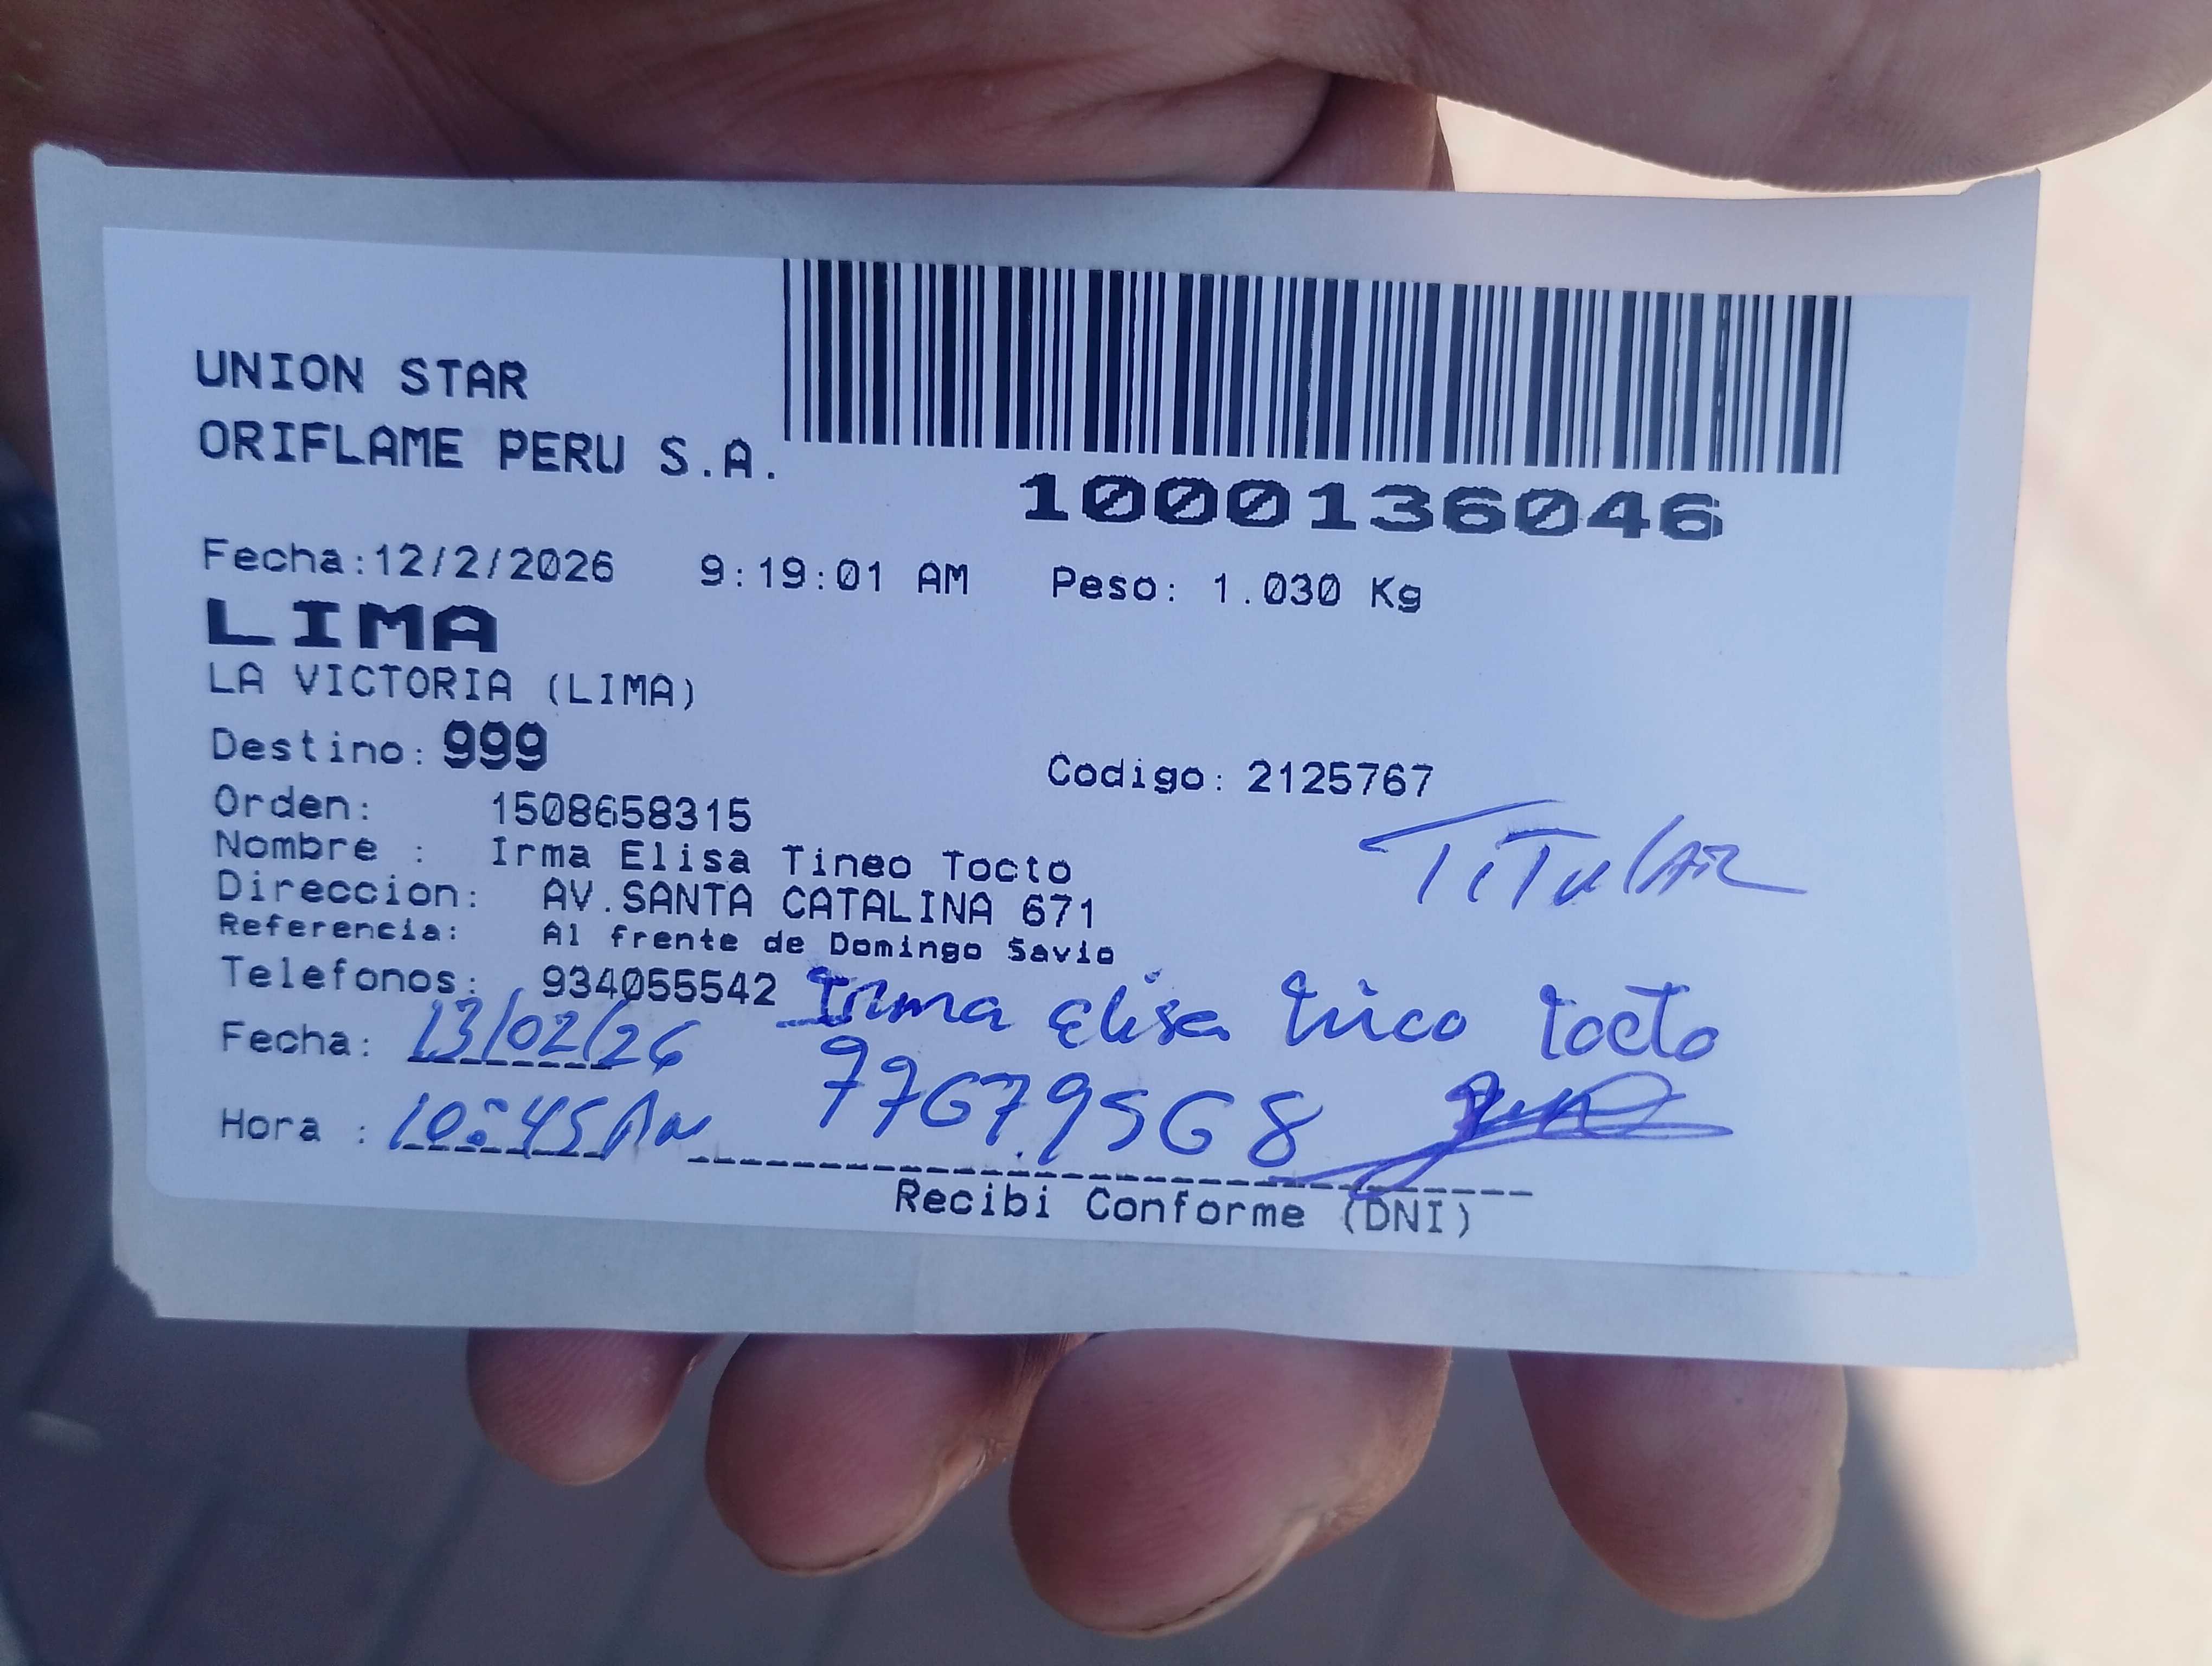 UNION STAR
ORIFLAME PERU S.A.
1000136046
Fecha:12/2/2026 9:19:01 AM Peso: 1.030 Kg
LIMA
LA VICTORIA (LIMA)
Destino: 999
Codigo: 2125767
Orden: 1508658315
Nombre : Irma Elisa Tineo Tocto
TiTulAR
Direccion: AV.SANTA CATALINA 671
Referencia: Al frente de Domingo Savio
Telefonos: 934055542
Irma Elisa Tineo Tocto
Fecha: 13/02/26
77679568
Hora : 10:45 Am
Recibi Conforme (DNI)